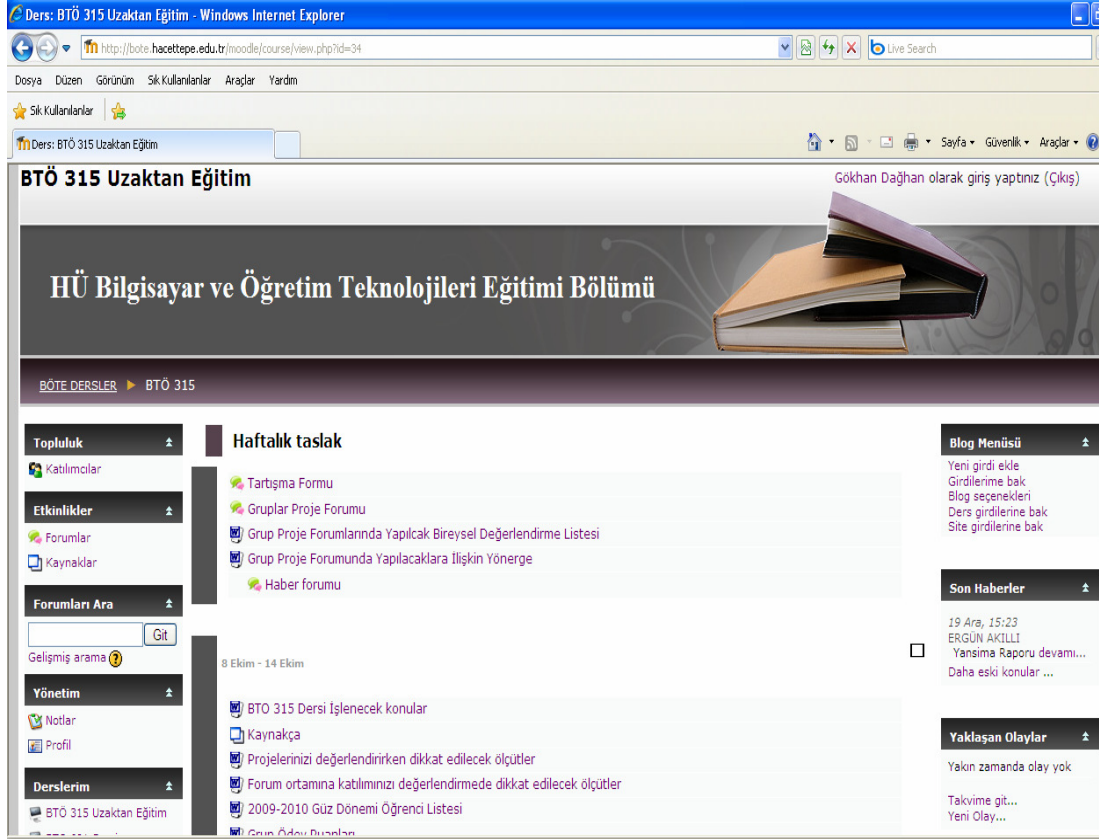 Ders: BTÖ 315 Uzaktan Eğitim - Windows Internet Explorer
http://bote.hacettepe.edu.tr/moodle/course/view.php?id=34
Live Search
Dosya Düzen Görünüm Sık Kullanılanlar Araçlar Yardım
Sık Kullanılanlar
Ders: BTÖ 315 Uzaktan Eğitim
Sayfa Güvenlik Araçlar
BTÖ 315 Uzaktan Eğitim
Gökhan Dağhan olarak giriş yaptınız (Çıkış)
HÜ Bilgisayar ve Öğretim Teknolojileri Eğitimi Bölümü
BÖTE DERSLER ► BTÖ 315
Topluluk
Katılımcılar
Etkinlikler
Forumlar
Kaynaklar
Forumları Ara
Git
Gelişmiş arama
Yönetim
Notlar
Profil
Derslerim
BTÖ 315 Uzaktan Eğitim
Haftalık taslak
Tartışma Formu
Gruplar Proje Forumu
Grup Proje Forumlarında Yapılcak Bireysel Değerlendirme Listesi
Grup Proje Forumunda Yapılacaklara İlişkin Yönerge
Haber forumu
8 Ekim - 14 Ekim
BTO 315 Dersi İşlenecek konular
Kaynakça
Projelerinizi değerlendirirken dikkat edilecek ölçütler
Forum ortamına katılımınızı değerlendirmede dikkat edilecek ölçütler
2009-2010 Güz Dönemi Öğrenci Listesi
Grup Ödev Puanları
Blog Menüsü
Yeni girdi ekle
Girdilerime bak
Blog seçenekleri
Ders girdilerine bak
Site girdilerine bak
Son Haberler
19 Ara, 15:23
ERGÜN AKILLI
Yansima Raporu devamı...
Daha eski konular ...
Yaklaşan Olaylar
Yakın zamanda olay yok
Takvime git...
Yeni Olay...